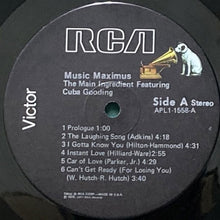 RCA
Music Maximus
The Main Ingredient Featuring
Cuba Gooding
Side A Stereo
APL1-1558-A
Victor
1 Prologue 1:00
2 The Laughing Song (Adkins) 4:18
3 I Gotta Know You (Hilton-Hammond) 4:31
4 Instant Love (Hilliard-Ware) 2:55
5 Car of Love (Parker, Jr.) 4:29
6 Can't Get Ready (For Losing You)
(W. Hutch-R. Hutch) 3:40